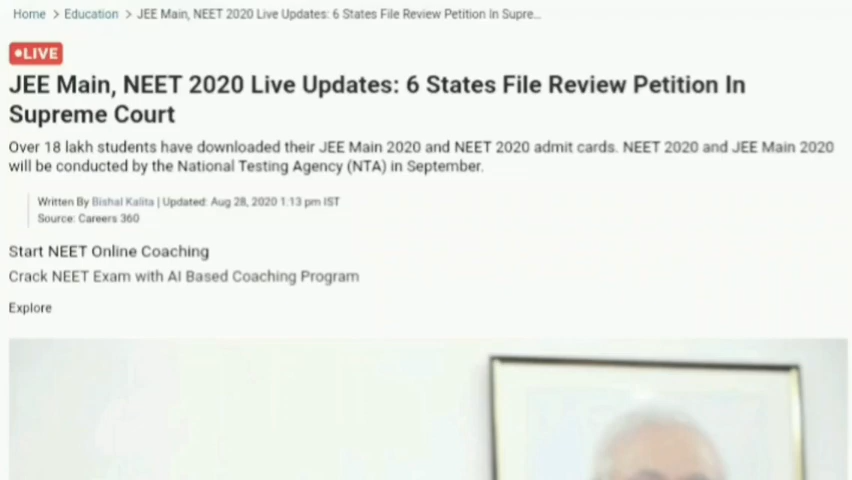 Home > Education > JEE Main, NEET 2020 Live Updates: 6 States File Review Petition In Supre...
LIVE
JEE Main, NEET 2020 Live Updates: 6 States File Review Petition In
Supreme Court
Over 18 lakh students have downloaded their JEE Main 2020 and NEET 2020 admit cards. NEET 2020 and JEE Main 2020
will be conducted by the National Testing Agency (NTA) in September.
Written By Bishal Kalita | Updated: Aug 28, 2020 1:13 pm IST
Source: Careers 360
Start NEET Online Coaching
Crack NEET Exam with AI Based Coaching Program
Explore